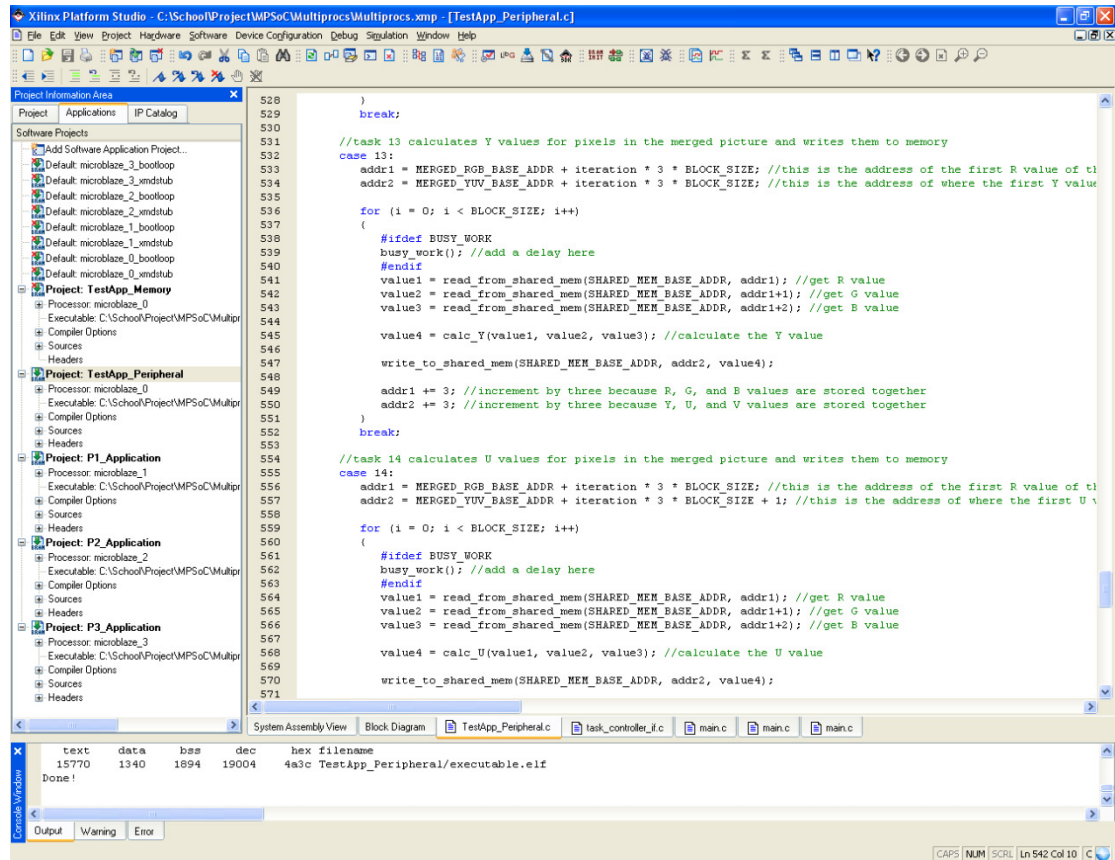 Xilinx Platform Studio - C:\School\Project\MPSoC\Multiprocs\Multiprocs.xmp - [TestApp_Peripheral.c]
File Edit View Project Hardware Software Device Configuration Debug Simulation Window Help
Project Information Area
Project Applications IP Catalog
Software Projects
Add Software Application Project...
Default: microblaze_3_bootloop
Default: microblaze_3_xmdstub
Default: microblaze_2_bootloop
Default: microblaze_2_xmdstub
Default: microblaze_1_bootloop
Default: microblaze_1_xmdstub
Default: microblaze_0_bootloop
Default: microblaze_0_xmdstub
Project: TestApp_Memory
Processor: microblaze_0
Executable: C:\School\Project\MPSoC\Multipr
Compiler Options
Sources
Headers
Project: TestApp_Peripheral
Processor: microblaze_0
Executable: C:\School\Project\MPSoC\Multipr
Compiler Options
Sources
Headers
Project: P1_Application
Processor: microblaze_1
Executable: C:\School\Project\MPSoC\Multipr
Compiler Options
Sources
Headers
Project: P2_Application
Processor: microblaze_2
Executable: C:\School\Project\MPSoC\Multipr
Compiler Options
Sources
Headers
Project: P3_Application
Processor: microblaze_3
Executable: C:\School\Project\MPSoC\Multipr
Compiler Options
Sources
Headers
528 }
529 break;
530
531 //task 13 calculates Y values for pixels in the merged picture and writes them to memory
532 case 13:
533 addr1 = MERGED_RGB_BASE_ADDR + iteration * 3 * BLOCK_SIZE; //this is the address of the first R value of th
534 addr2 = MERGED_YUV_BASE_ADDR + iteration * 3 * BLOCK_SIZE; //this is the address of where the first Y value
535
536 for (i = 0; i < BLOCK_SIZE; i++)
537 {
538 #ifdef BUSY_WORK
539 busy_work(); //add a delay here
540 #endif
541 value1 = read_from_shared_mem(SHARED_MEM_BASE_ADDR, addr1); //get R value
542 value2 = read_from_shared_mem(SHARED_MEM_BASE_ADDR, addr1+1); //get G value
543 value3 = read_from_shared_mem(SHARED_MEM_BASE_ADDR, addr1+2); //get B value
544
545 value4 = calc_Y(value1, value2, value3); //calculate the Y value
546
547 write_to_shared_mem(SHARED_MEM_BASE_ADDR, addr2, value4);
548
549 addr1 += 3; //increment by three because R, G, and B values are stored together
550 addr2 += 3; //increment by three because Y, U, and V values are stored together
551 }
552 break;
553
554 //task 14 calculates U values for pixels in the merged picture and writes them to memory
555 case 14:
556 addr1 = MERGED_RGB_BASE_ADDR + iteration * 3 * BLOCK_SIZE; //this is the address of the first R value of th
557 addr2 = MERGED_YUV_BASE_ADDR + iteration * 3 * BLOCK_SIZE + 1; //this is the address of where the first U v
558
559 for (i = 0; i < BLOCK_SIZE; i++)
560 {
561 #ifdef BUSY_WORK
562 busy_work(); //add a delay here
563 #endif
564 value1 = read_from_shared_mem(SHARED_MEM_BASE_ADDR, addr1); //get R value
565 value2 = read_from_shared_mem(SHARED_MEM_BASE_ADDR, addr1+1); //get G value
566 value3 = read_from_shared_mem(SHARED_MEM_BASE_ADDR, addr1+2); //get B value
567
568 value4 = calc_U(value1, value2, value3); //calculate the U value
569
570 write_to_shared_mem(SHARED_MEM_BASE_ADDR, addr2, value4);
571
System Assembly View Block Diagram TestApp_Peripheral.c task_controller_if.c main.c main.c main.c
Console Window
text data bss dec hex filename
15770 1340 1894 19004 4a3c TestApp_Peripheral/executable.elf
Done!
Output Warning Error
CAPS NUM SCRL Ln 542 Col 10 C